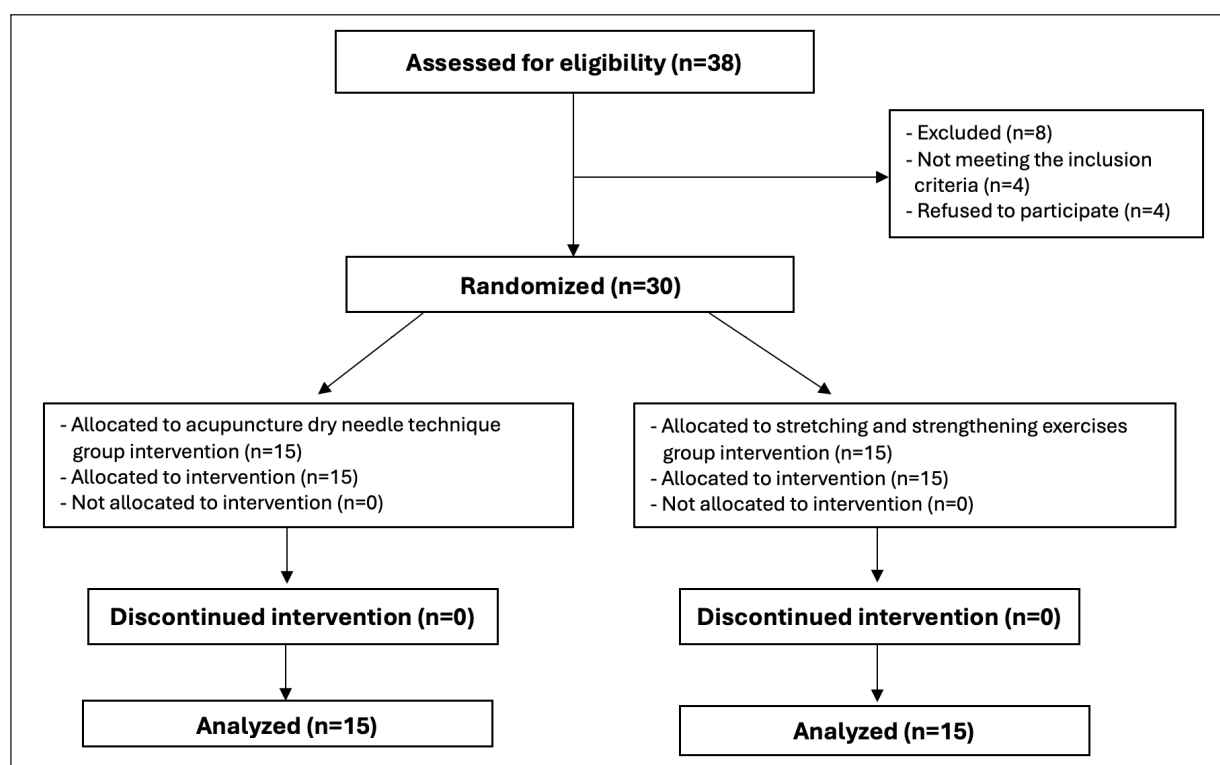 Assessed for eligibility (n=38)
- Excluded (n=8)
- Not meeting the inclusion
criteria (n=4)
- Refused to participate (n=4)
Randomized (n=30)
- Allocated to acupuncture dry needle technique
group intervention (n=15)
- Allocated to intervention (n=15)
- Not allocated to intervention (n=0)
- Allocated to stretching and strengthening exercises
group intervention (n=15)
- Allocated to intervention (n=15)
- Not allocated to intervention (n=0)
Discontinued intervention (n=0)
Discontinued intervention (n=0)
Analyzed (n=15)
Analyzed (n=15)